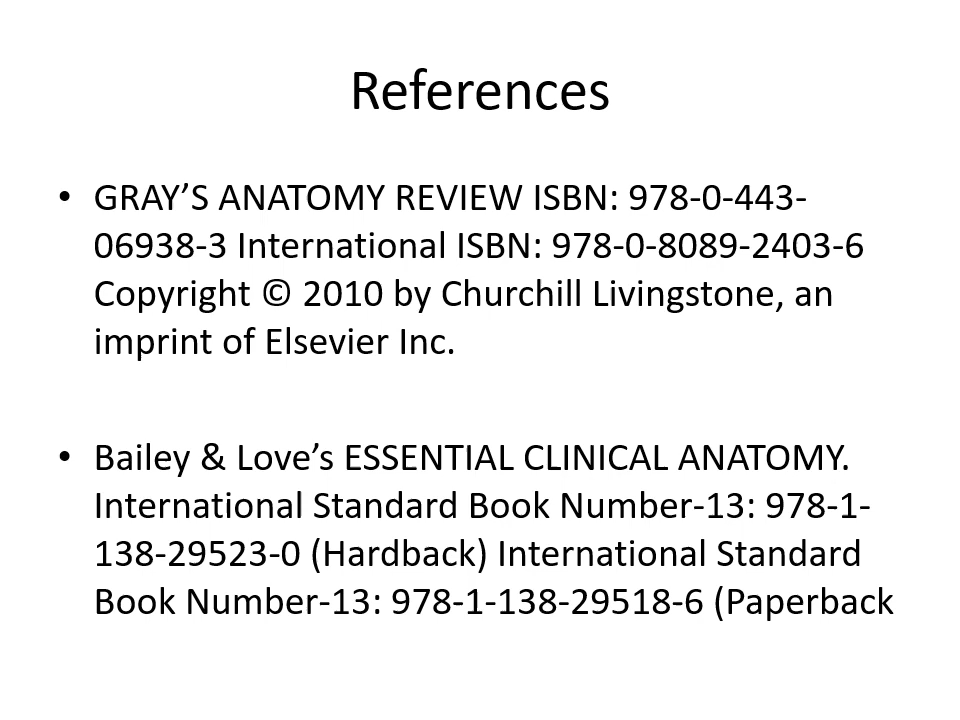 References
• GRAY’S ANATOMY REVIEW ISBN: 978-0-443-
06938-3 International ISBN: 978-0-8089-2403-6
Copyright © 2010 by Churchill Livingstone, an
imprint of Elsevier Inc.
• Bailey & Love’s ESSENTIAL CLINICAL ANATOMY.
International Standard Book Number-13: 978-1-
138-29523-0 (Hardback) International Standard
Book Number-13: 978-1-138-29518-6 (Paperback